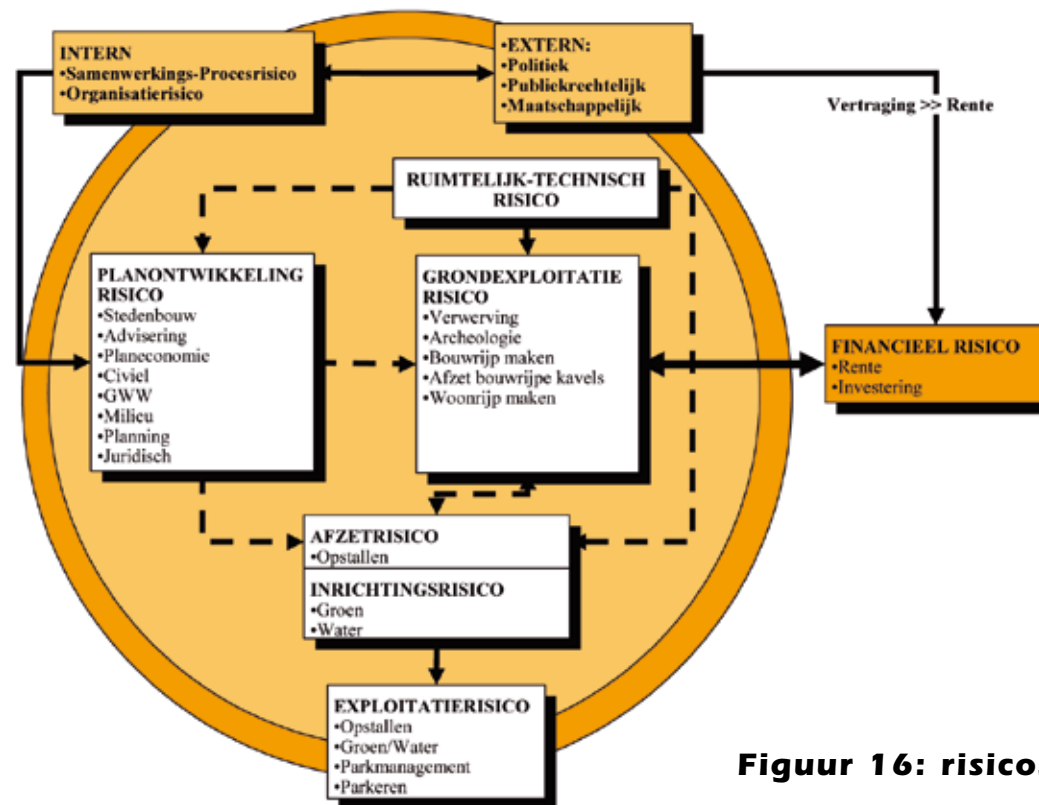 INTERN
•Samenwerkings-Procesrisico
•Organisatierisico
•EXTERN:
•Politiek
•Publiekrechtelijk
•Maatschappelijk
Vertraging >> Rente
RUIMTELIJK-TECHNISCH
RISICO
PLANONTWIKKELING
RISICO
•Stedenbouw
•Advisering
•Planeconomie
•Civiel
•GWW
•Milieu
•Planning
•Juridisch
GRONDEXPLOITATIE
RISICO
•Verwerving
•Archeologie
•Bouwrijp maken
•Afzet bouwrijpe kavels
•Woonrijp maken
FINANCIEEL RISICO
•Rente
•Investering
AFZETRISICO
•Opstallen
INRICHTINGSRISICO
•Groen
•Water
EXPLOITATIERISICO
•Opstallen
•Groen/Water
•Parkmanagement
•Parkeren
Figuur 16: risico